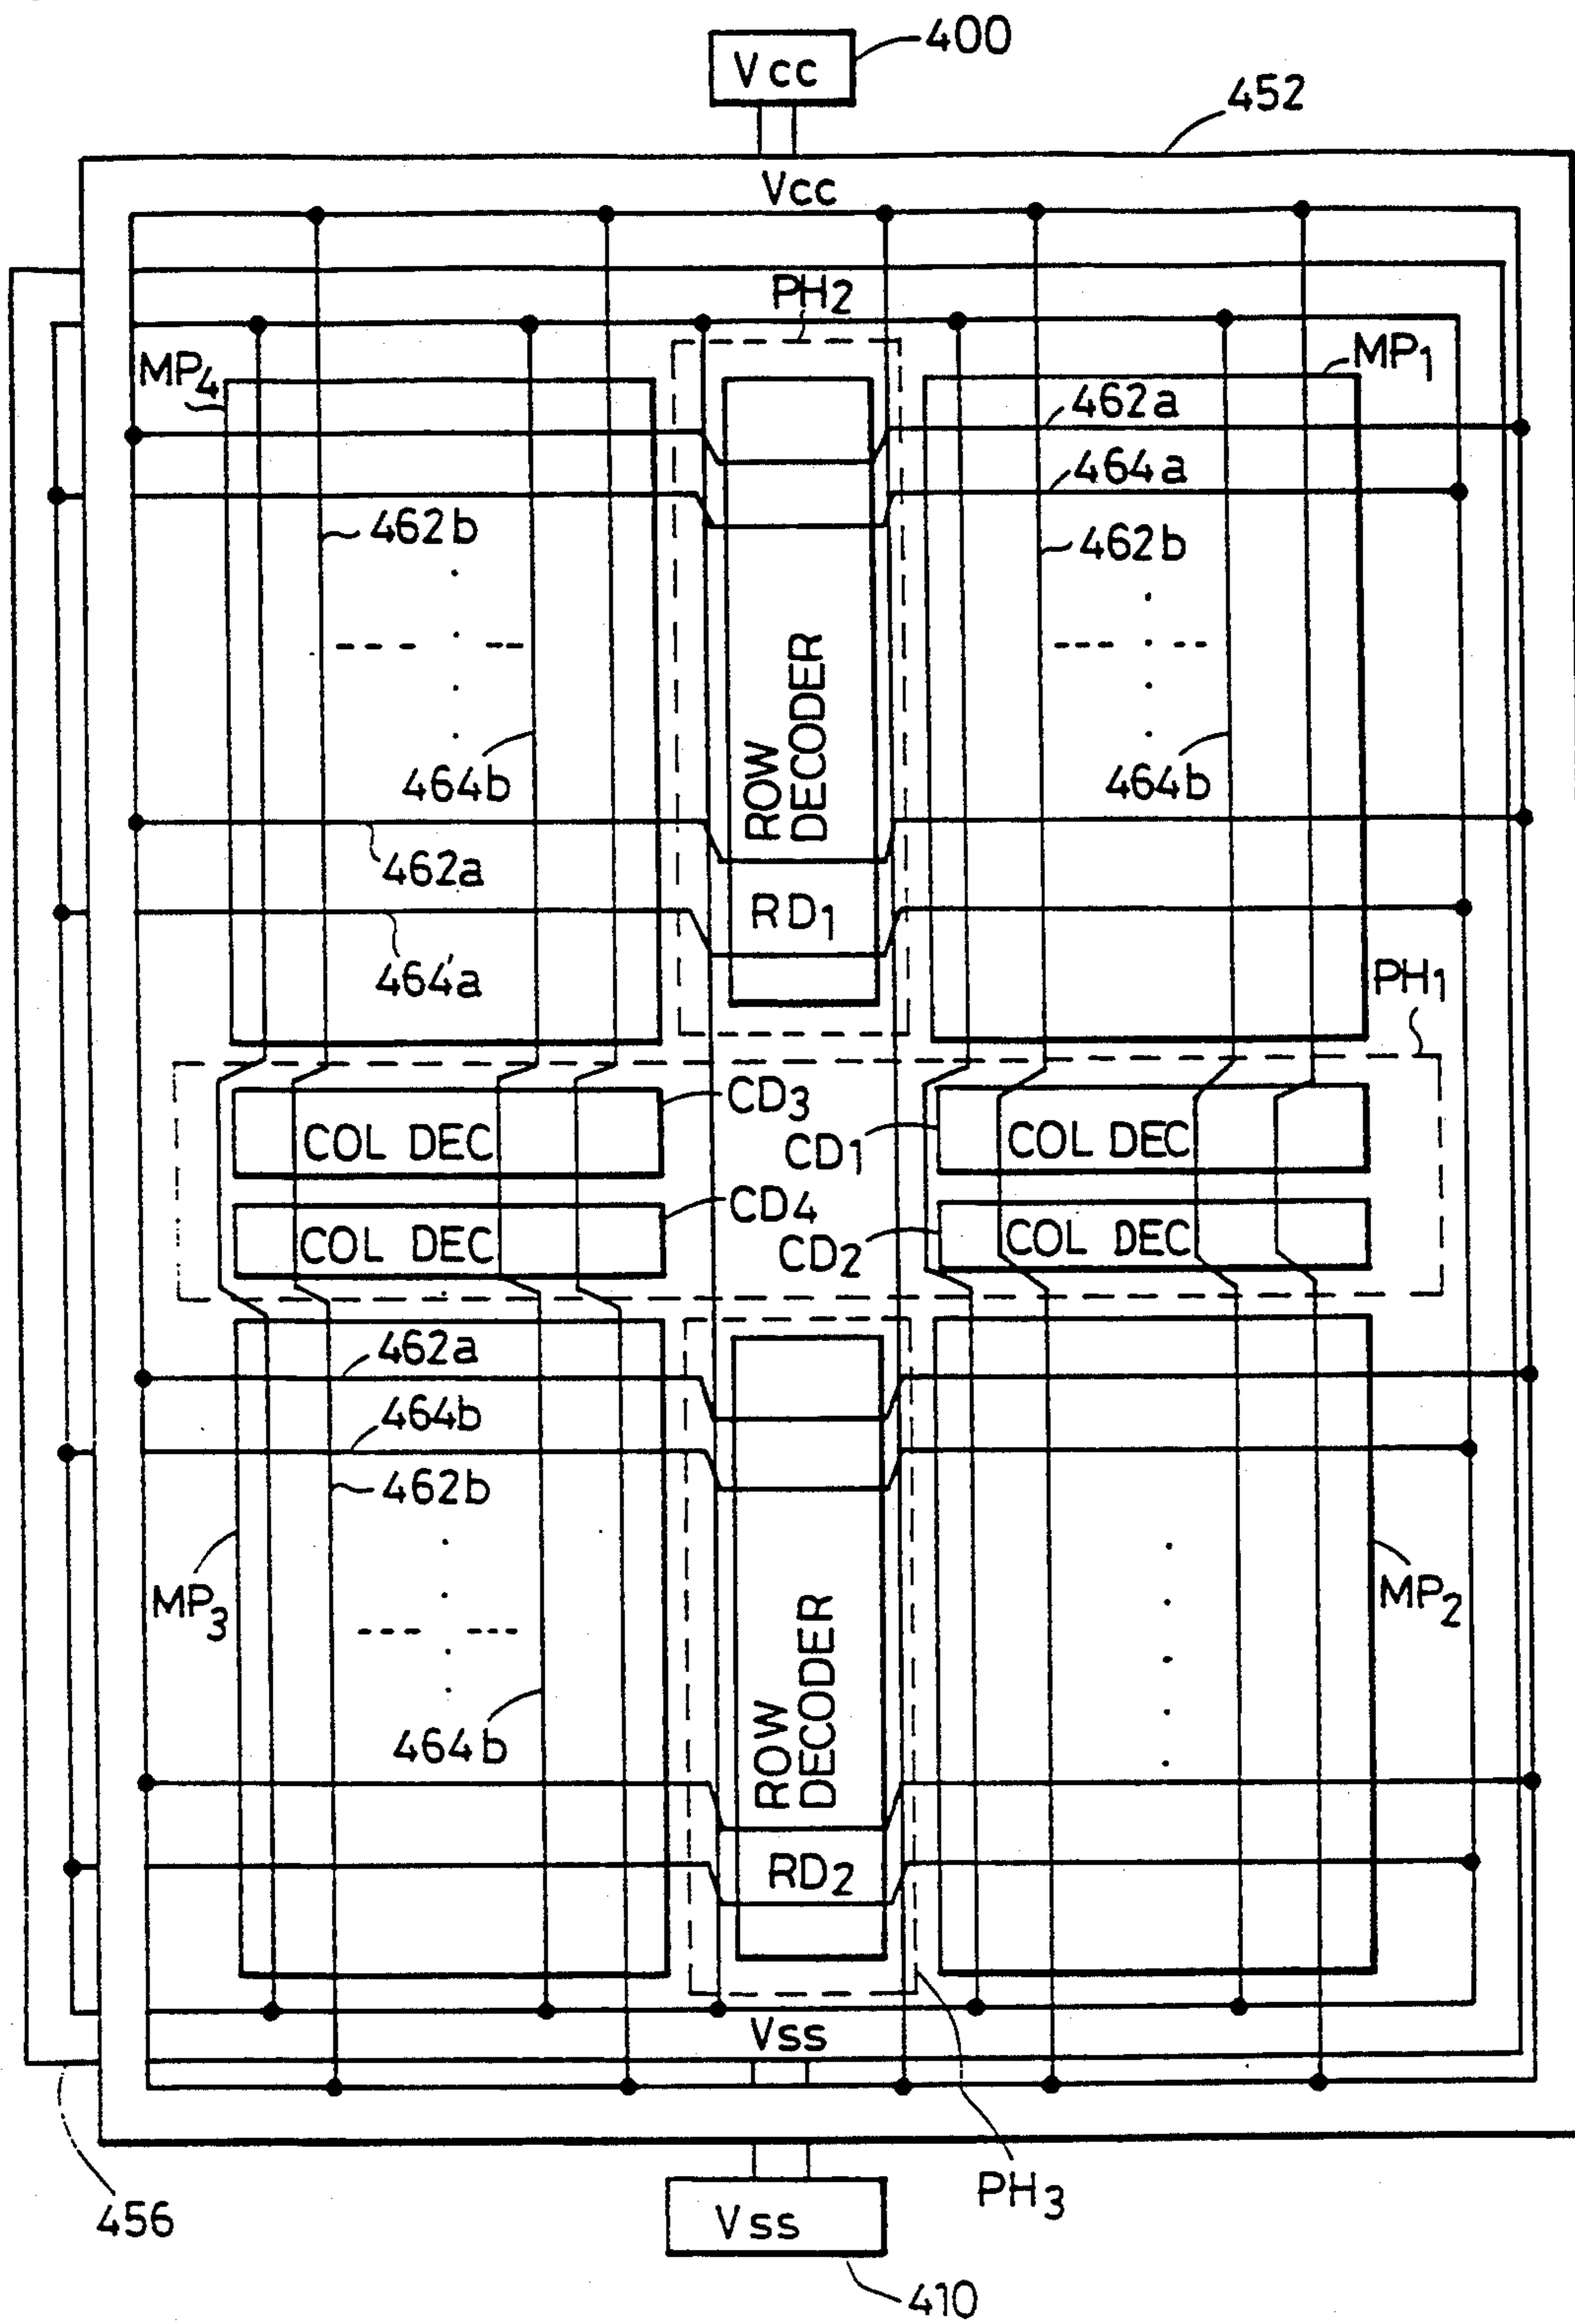 400
Vcc
452
Vcc
PH2
MP4
MP1
462a
464a
462b
462b
ROW
DECODER
464b
464b
462a
RD1
464'a
PH1
CD3
COL DEC
CD1
COL DEC
CD4
COL DEC
CD2
COL DEC
462a
464b
462b
MP3
MP2
ROW
DECODER
464b
RD2
Vss
PH3
456
Vss
410